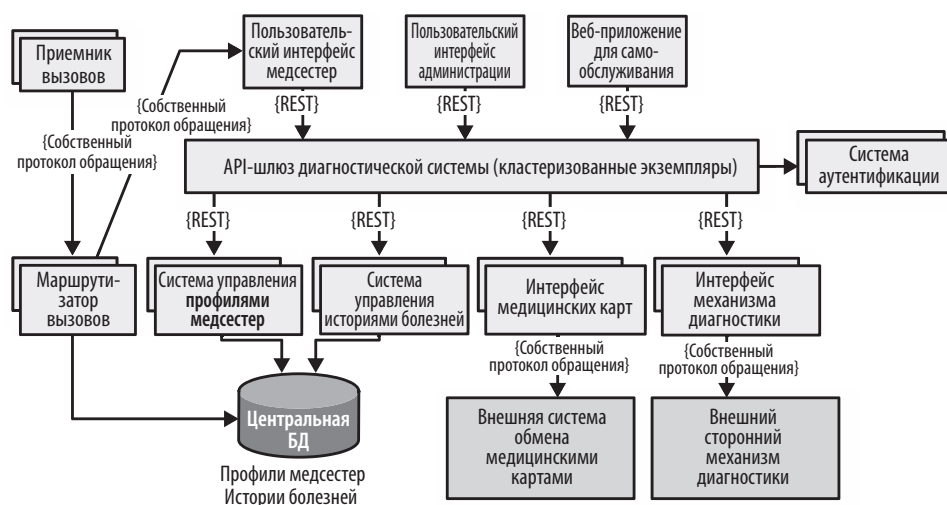 Пользователь-
ский интерфейс
медсестер
Пользовательский
интерфейс
администрации
Веб-приложение
для само-
обслуживания
Приемник
вызовов
{Собственный
протокол обращения}
{Собственный
протокол обращения}
{REST}
{REST}
{REST}
API-шлюз диагностической системы (кластеризованные экземпляры)
Система
аутентификации
{REST}
{REST}
{REST}
{REST}
Маршрути-
затор
вызовов
Система управления
профилями
медсестер
Система
управления
историями болезней
Интерфейс
медицинских карт
Интерфейс
механизма
диагностики
{Собственный
протокол обращения}
{Собственный
протокол обращения}
Центральная
БД
Внешняя система
обмена
медицинскими
картами
Внешний
сторонний
механизм
диагностики
Профили медсестер
Истории болезней